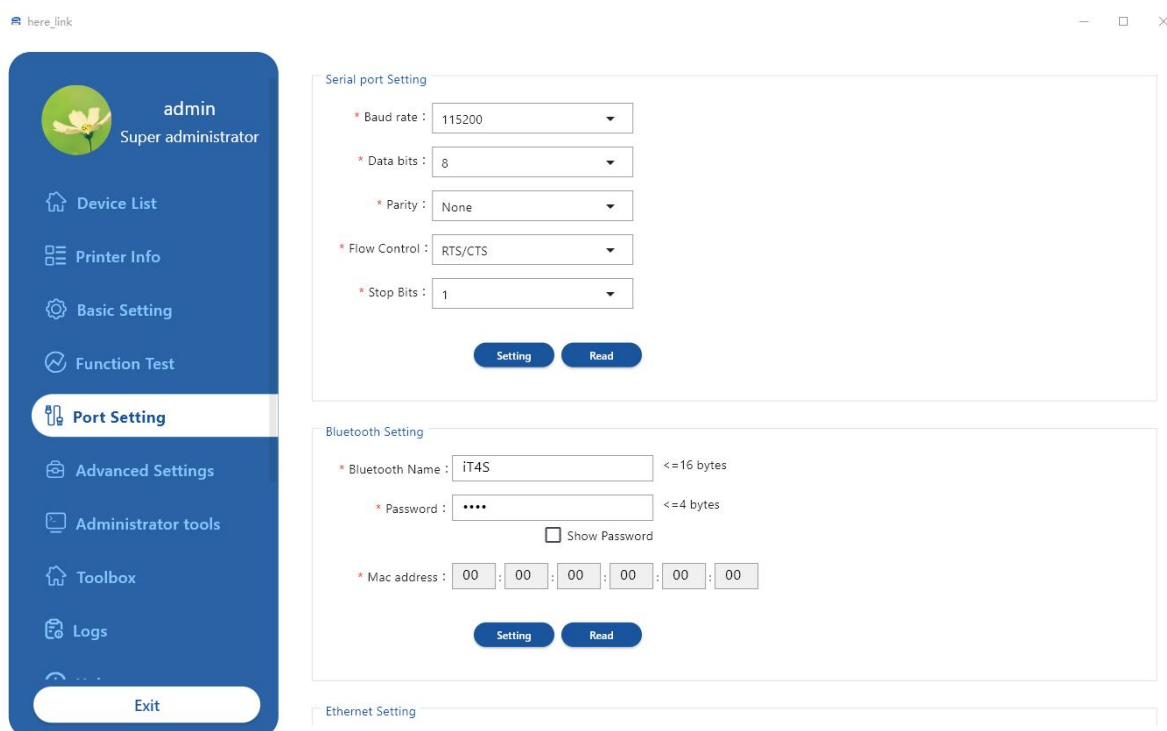 here_link
admin
Super administrator
Device List
Printer Info
Basic Setting
Function Test
Port Setting
Advanced Settings
Administrator tools
Toolbox
Logs
Exit
Serial port Setting
* Baud rate : 115200
* Data bits : 8
* Parity : None
* Flow Control : RTS/CTS
* Stop Bits : 1
Setting Read
Bluetooth Setting
* Bluetooth Name : iT4S <=16 bytes
* Password : •••• <=4 bytes
Show Password
* Mac address : 00 : 00 : 00 : 00 : 00 : 00
Setting Read
Ethernet Setting